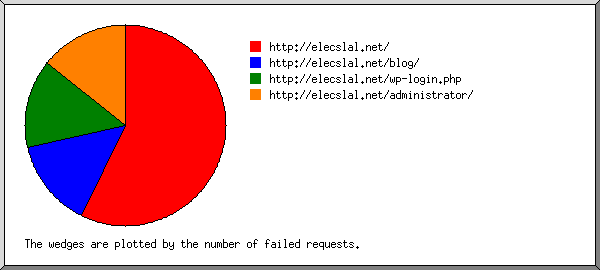 http://elecslal.net/
http://elecslal.net/blog/
http://elecslal.net/wp-login.php
http://elecslal.net/administrator/
The wedges are plotted by the number of failed requests.